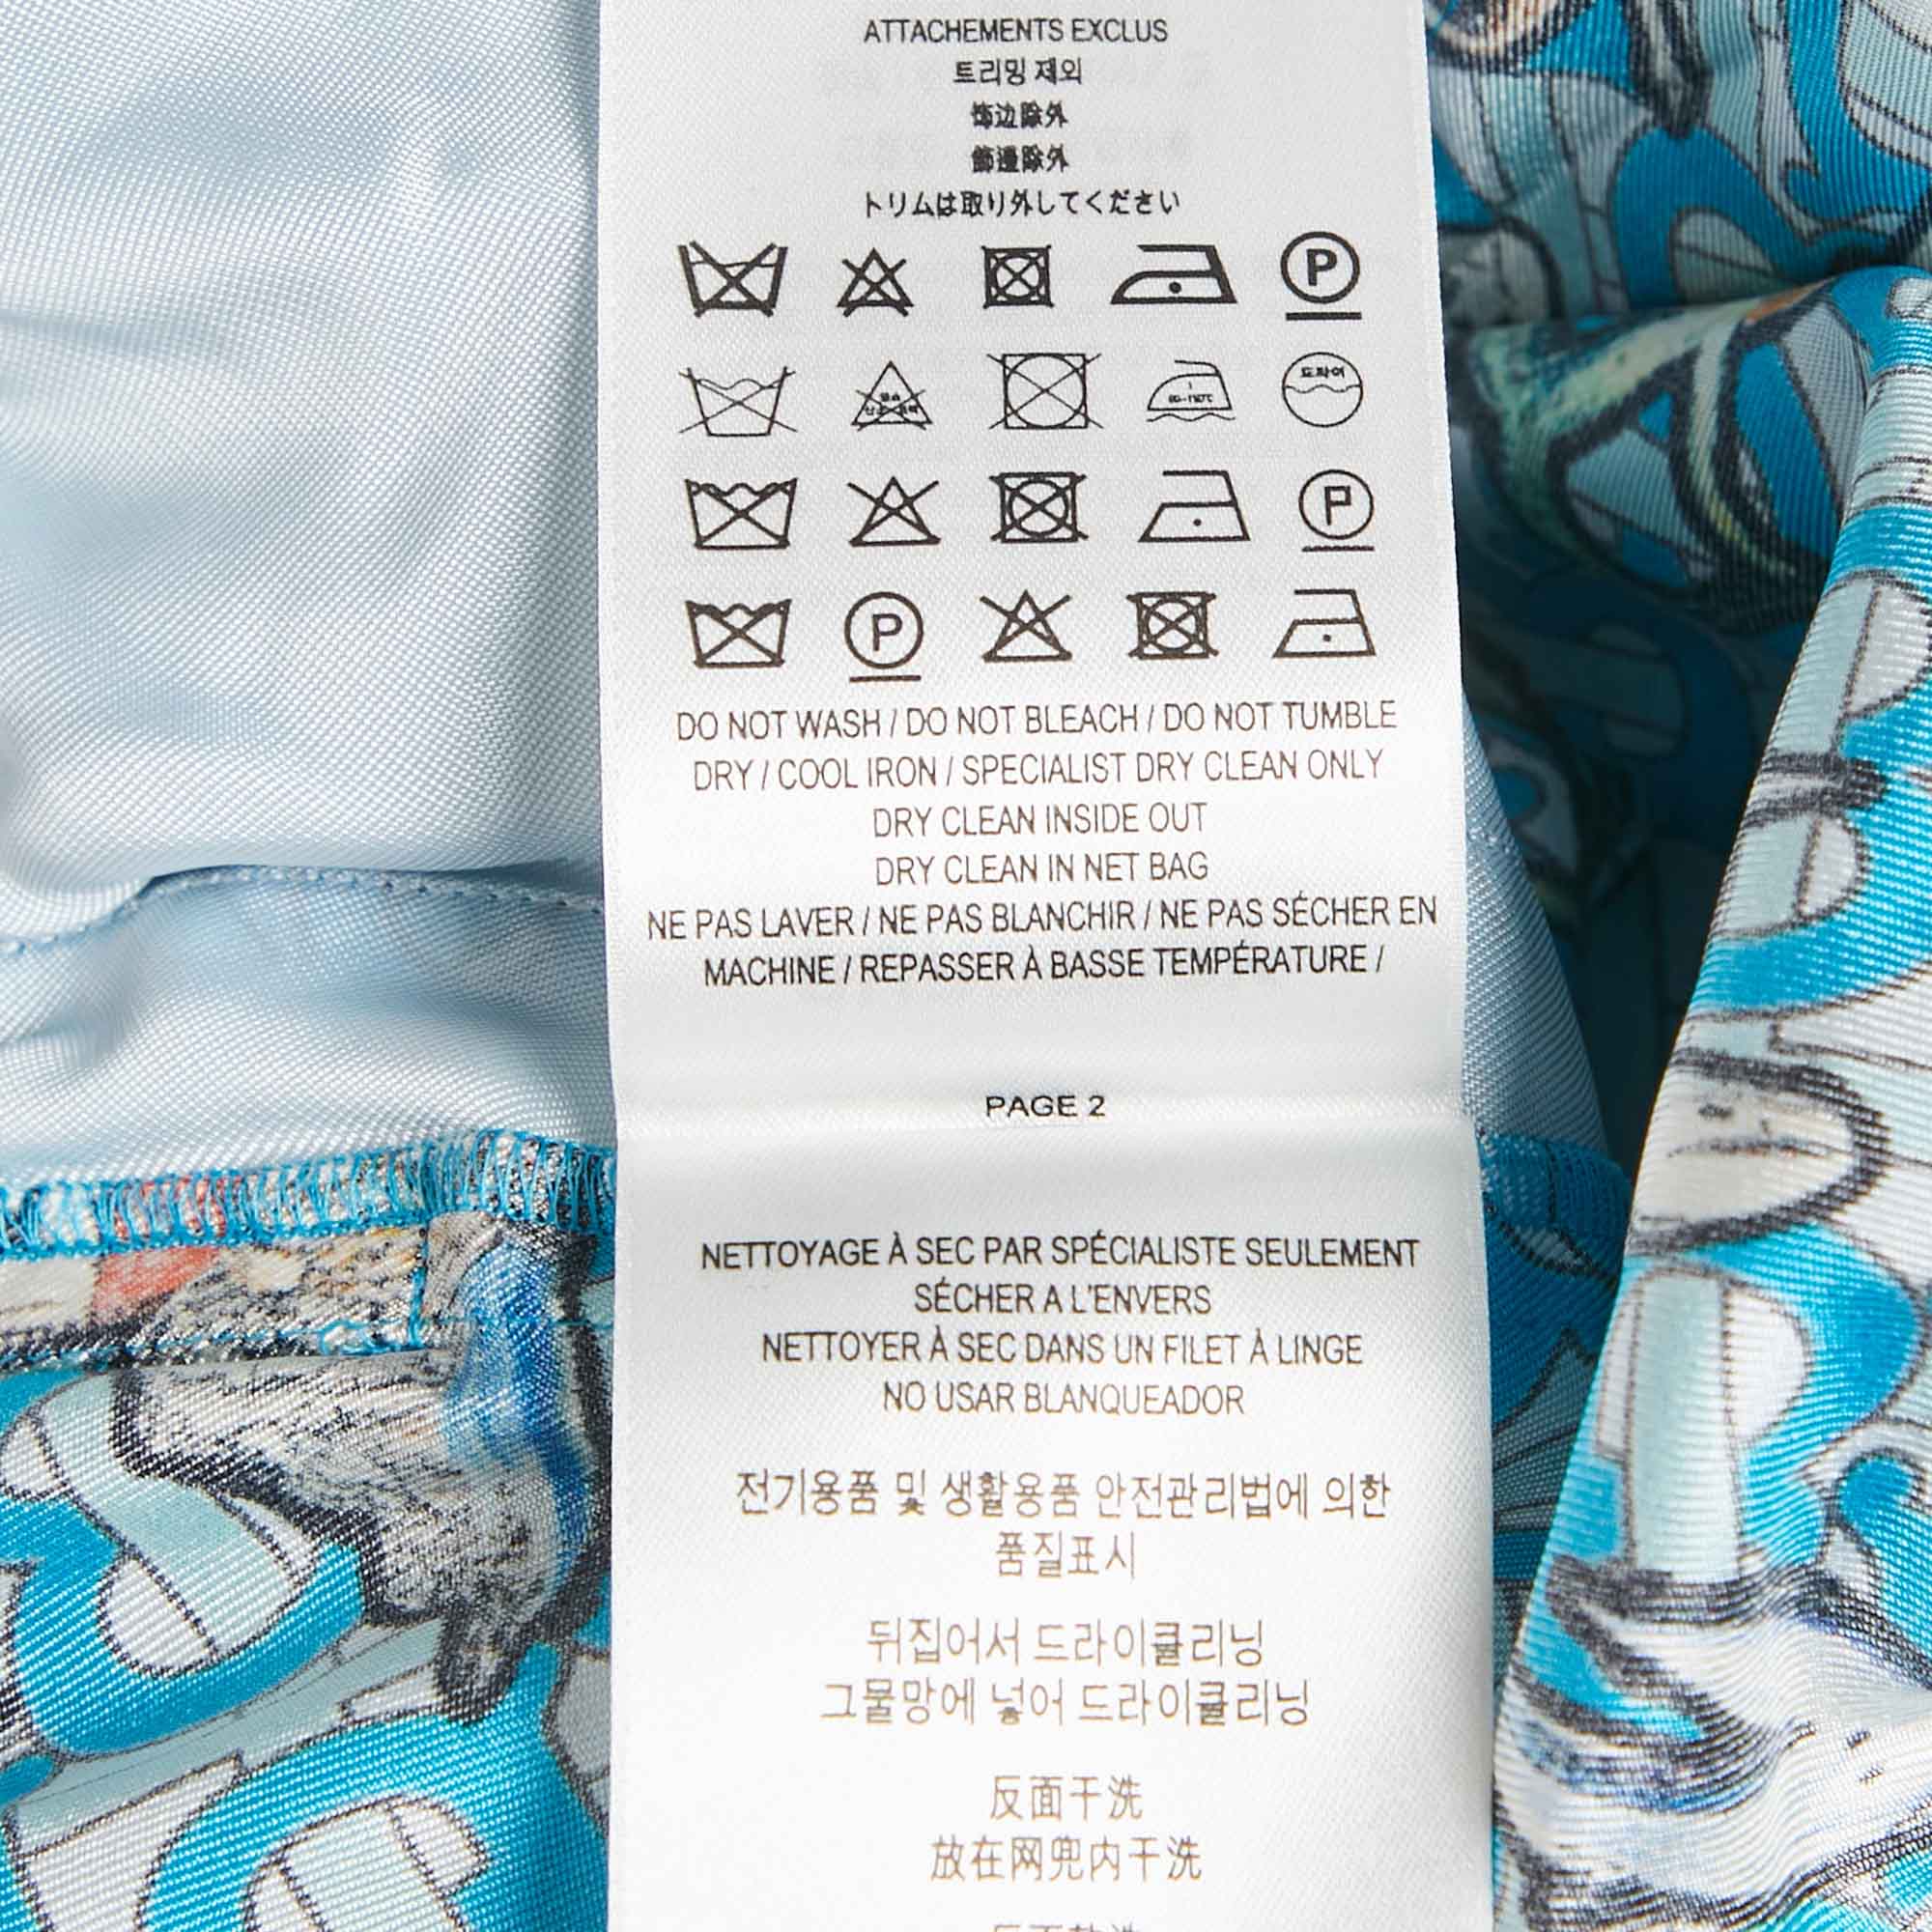 ATTACHEMENTS EXCLUS
트리밍 제외
饰边除外
飾邊除外
トリムは取り外してください
P
80-110℃ 드라이
P
P
DO NOT WASH / DO NOT BLEACH / DO NOT TUMBLE
DRY / COOL IRON / SPECIALIST DRY CLEAN ONLY
DRY CLEAN INSIDE OUT
DRY CLEAN IN NET BAG
NE PAS LAVER / NE PAS BLANCHIR / NE PAS SÉCHER EN
MACHINE / REPASSER À BASSE TEMPÉRATURE /
PAGE 2
NETTOYAGE À SEC PAR SPÉCIALISTE SEULEMENT
SÉCHER A L'ENVERS
NETTOYER À SEC DANS UN FILET À LINGE
NO USAR BLANQUEADOR
전기용품 및 생활용품 안전관리법에 의한
품질표시
뒤집어서 드라이클리닝
그물망에 넣어 드라이클리닝
反面干洗
放在网兜内干洗